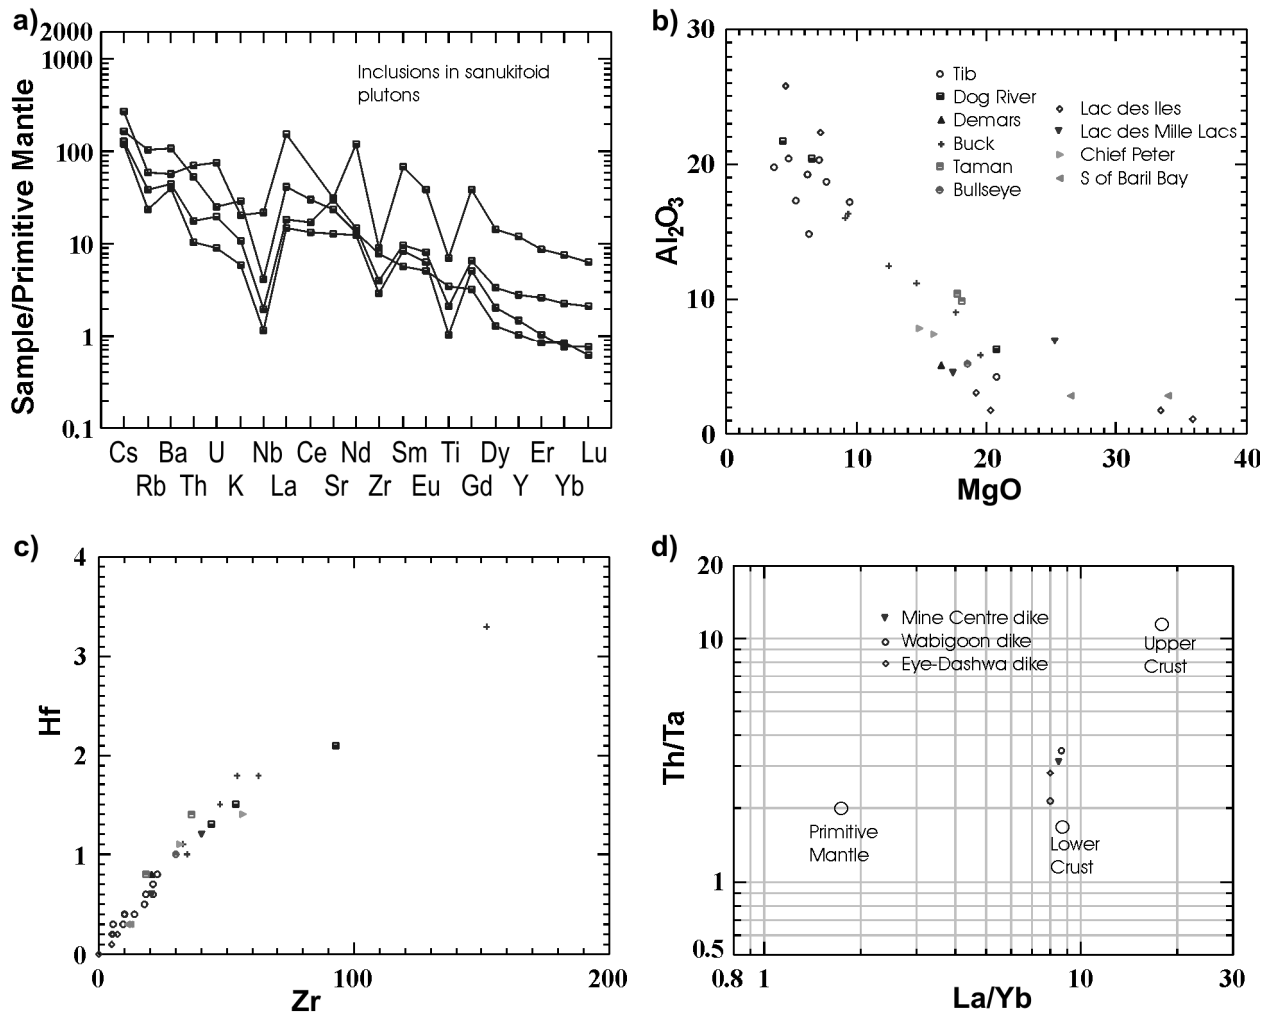 a)
2000
1000
100
10
1
0.1
Sample/Primitive Mantle
Inclusions in sanukitoid
plutons
Cs Ba U Nb Ce Nd Sm Ti Dy Er Lu
Rb Th K La Sr Zr Eu Gd Y Yb
b)
30
20
10
0
Al2O3
Tib
Dog River
Demars
Buck
Taman
Bullseye
Lac des Iles
Lac des Mille Lacs
Chief Peter
S of Baril Bay
0 10 20 30 40
MgO
c)
4
3
2
1
0
Hf
0 100 200
Zr
d)
20
10
1
0.5
Th/Ta
Mine Centre dike
Wabigoon dike
Eye-Dashwa dike
Upper
Crust
Primitive
Mantle
Lower
Crust
0.8 1 10 30
La/Yb